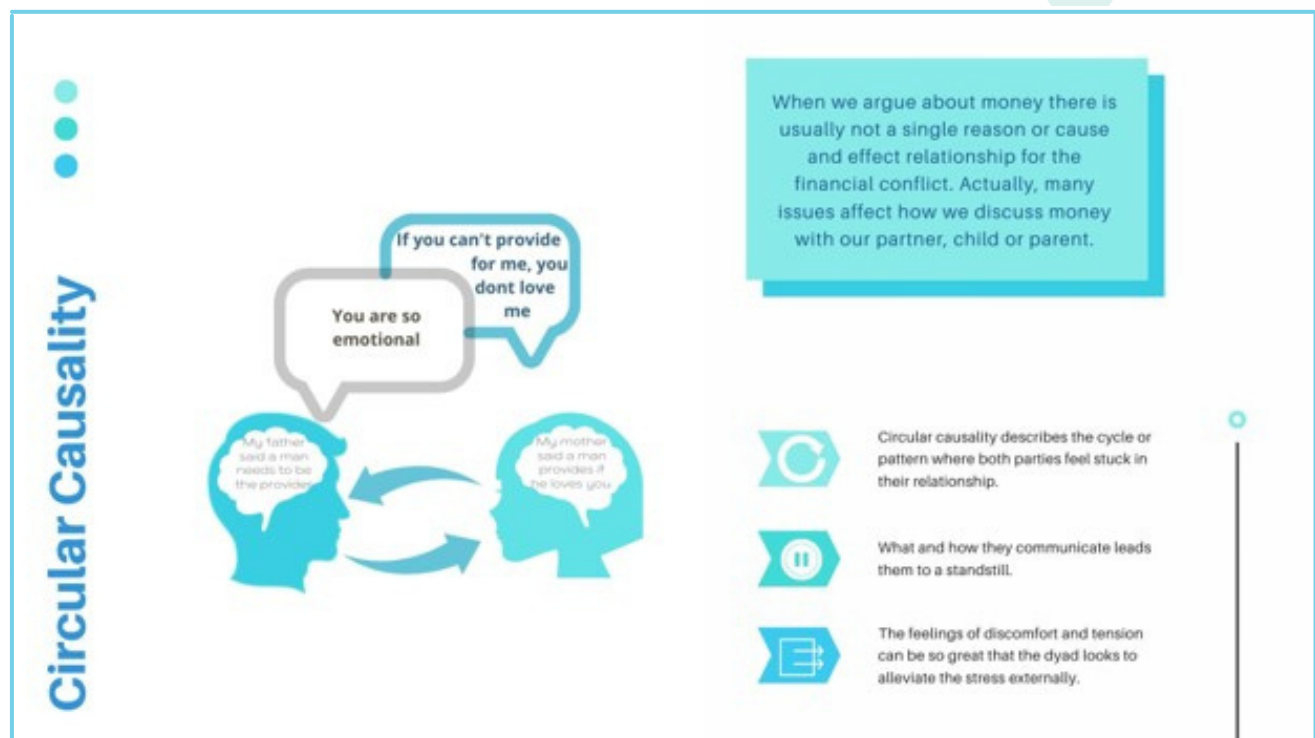 Circular Causality
If you can't provide
for me, you
dont love
me
You are so
emotional
My father
said a man
needs to be
the provider
My mother
said a man
provides if
he loves you
When we argue about money there is
usually not a single reason or cause
and effect relationship for the
financial conflict. Actually, many
issues affect how we discuss money
with our partner, child or parent.
Circular causality describes the cycle or
pattern where both parties feel stuck in
their relationship.
What and how they communicate leads
them to a standstill.
The feelings of discomfort and tension
can be so great that the dyad looks to
alleviate the stress externally.